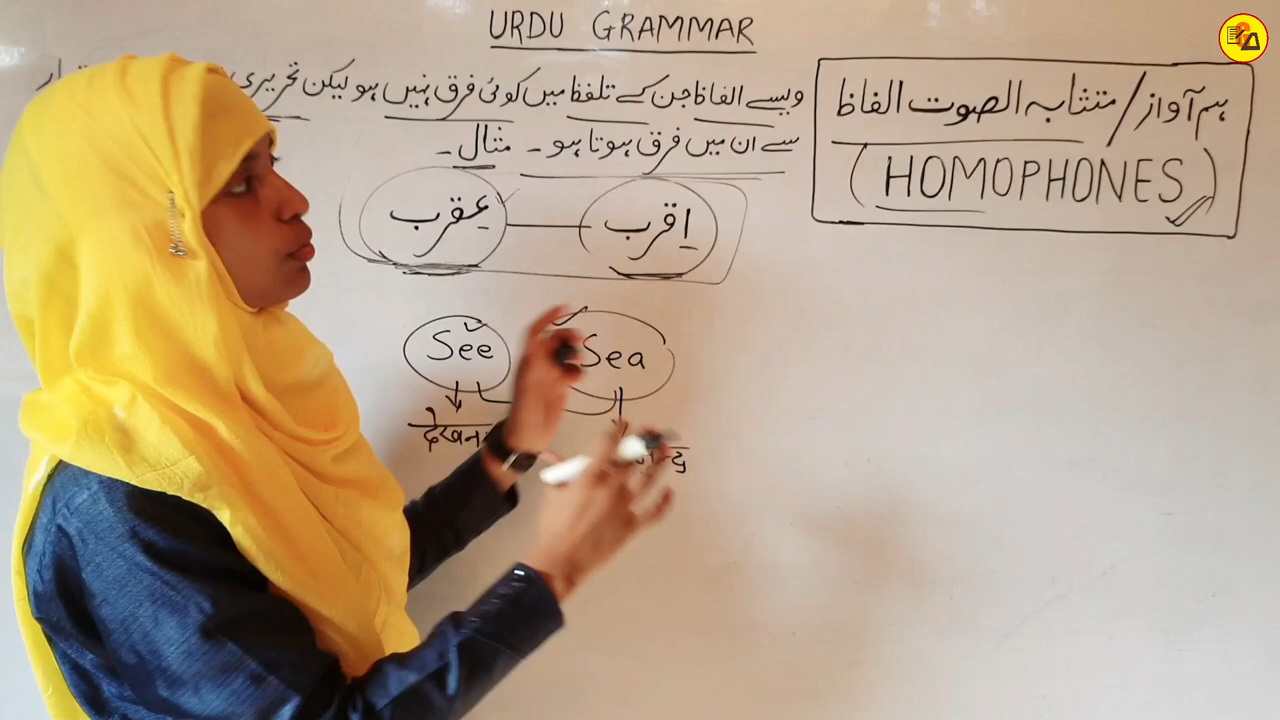 URDU GRAMMAR
ہم آواز / متشابہ الصوت الفاظ
(HOMOPHONES)
ویسے الفاظ جن کے تلفظ میں کوئی فرق نہیں ہو لیکن تحریری
سے ان میں فرق ہوتا ہو ۔ مثال ۔
اقرب عقرب
See Sea